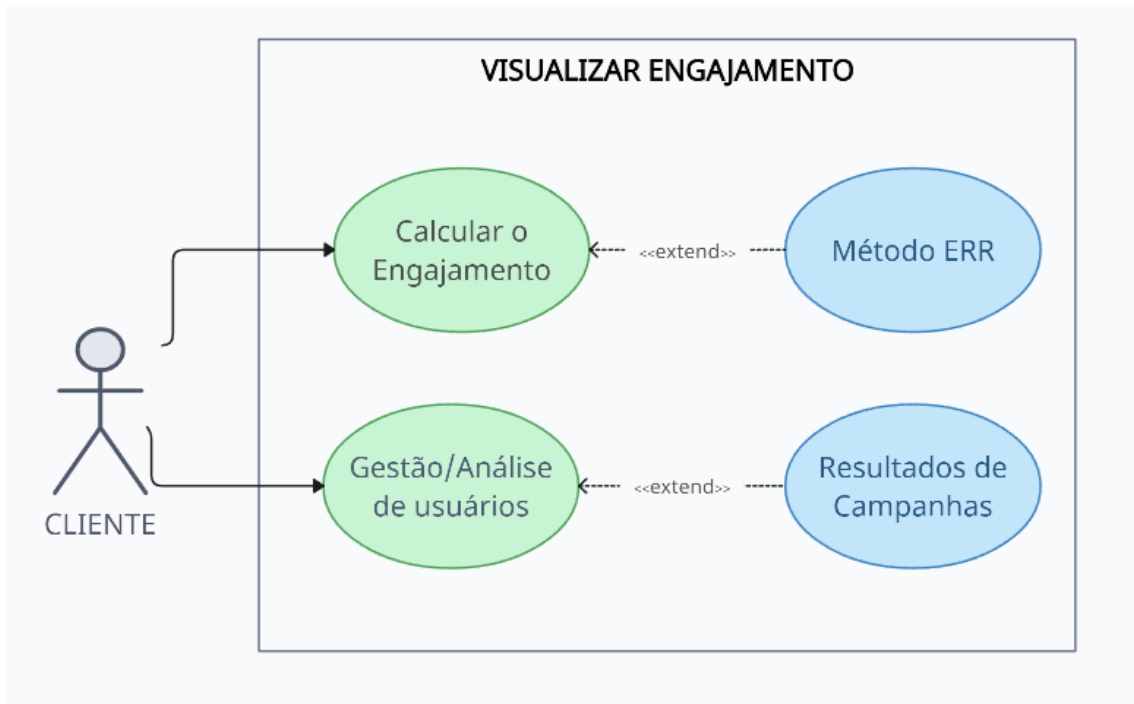 VISUALIZAR ENGAJAMENTO
Calcular o
Engajamento
<<extend>>
Método ERR
Gestão/Análise
de usuários
<<extend>>
Resultados de
Campanhas
CLIENTE